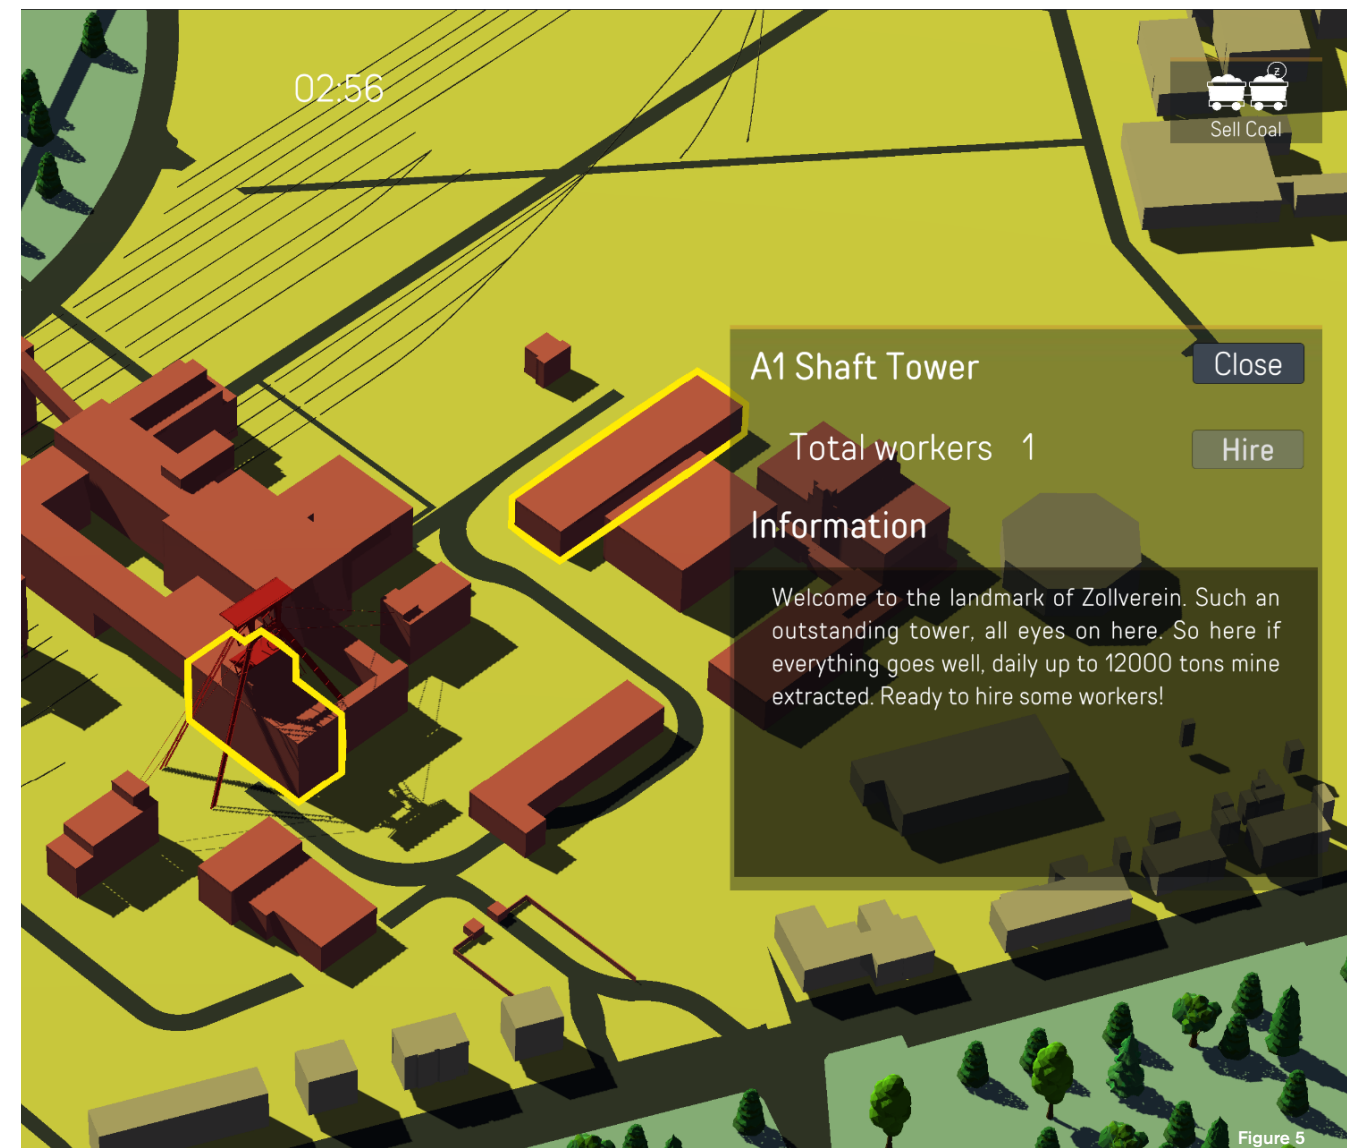 02:56
Z
Sell Coal
A1 Shaft Tower
Close
Total workers 1
Hire
Information
Welcome to the landmark of Zollverein. Such an
outstanding tower, all eyes on here. So here if
everything goes well, daily up to 12000 tons mine
extracted. Ready to hire some workers!
Figure 5